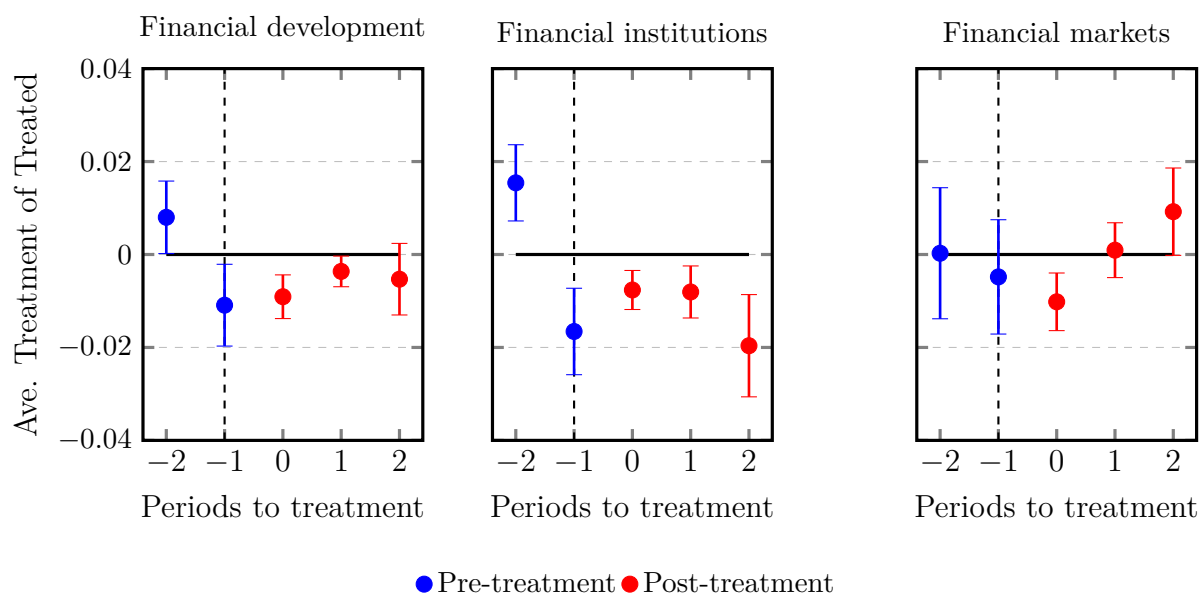 Financial development
Financial institutions
Financial markets
Ave. Treatment of Treated
0.04
0.02
0
−0.02
−0.04
−2 −1 0 1 2
−2 −1 0 1 2
−2 −1 0 1 2
Periods to treatment
Periods to treatment
Periods to treatment
Pre-treatment Post-treatment